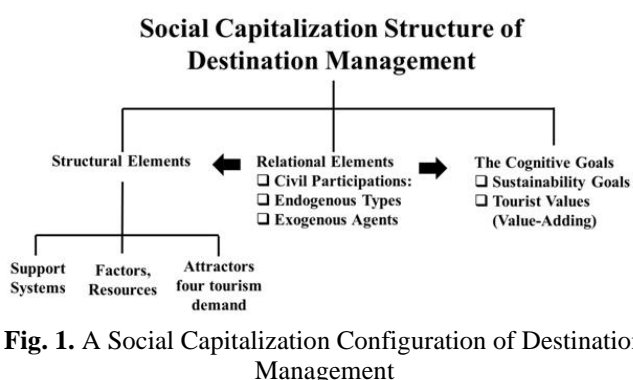 Social Capitalization Structure of
Destination Management
Structural Elements
Relational Elements
❑ Civil Participations:
❑ Endogenous Types
❑ Exogenous Agents
The Cognitive Goals
❑ Sustainability Goals
❑ Tourist Values
(Value-Adding)
Support
Systems
Factors,
Resources
Attractors
four tourism
demand
Fig. 1. A Social Capitalization Configuration of Destination
Management